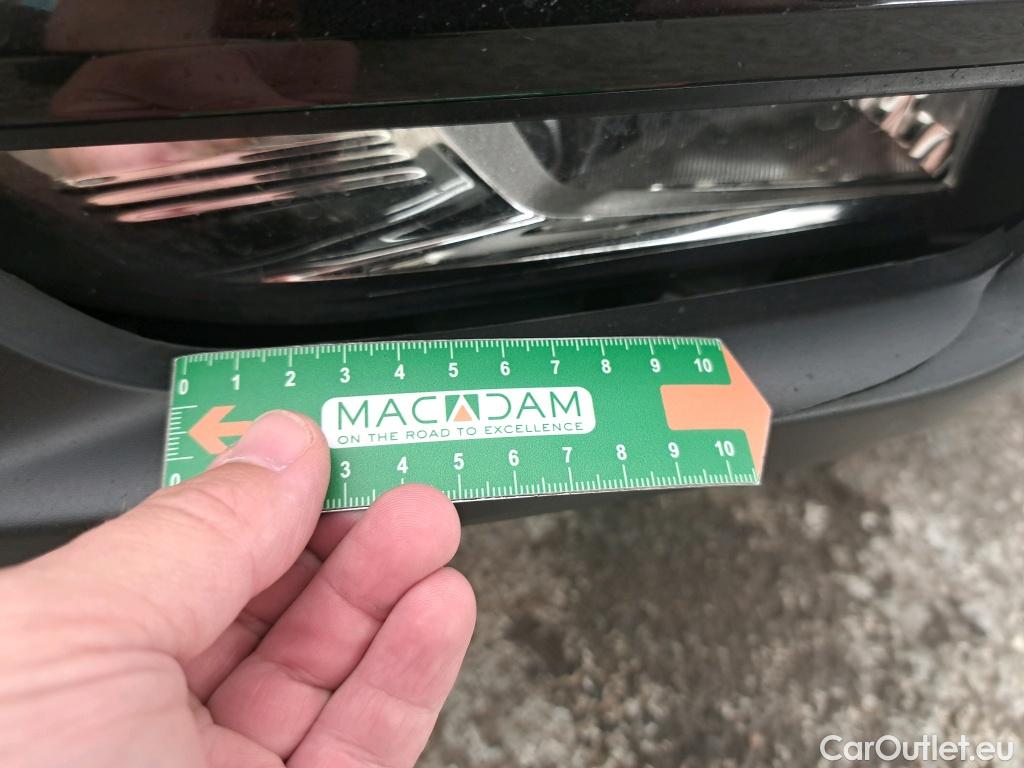 0 1 2 3 4 5 6 7 8 9 10
MACADAM
ON THE ROAD TO EXCELLENCE
0 3 4 5 6 7 8 9 10
CarOutlet.eu